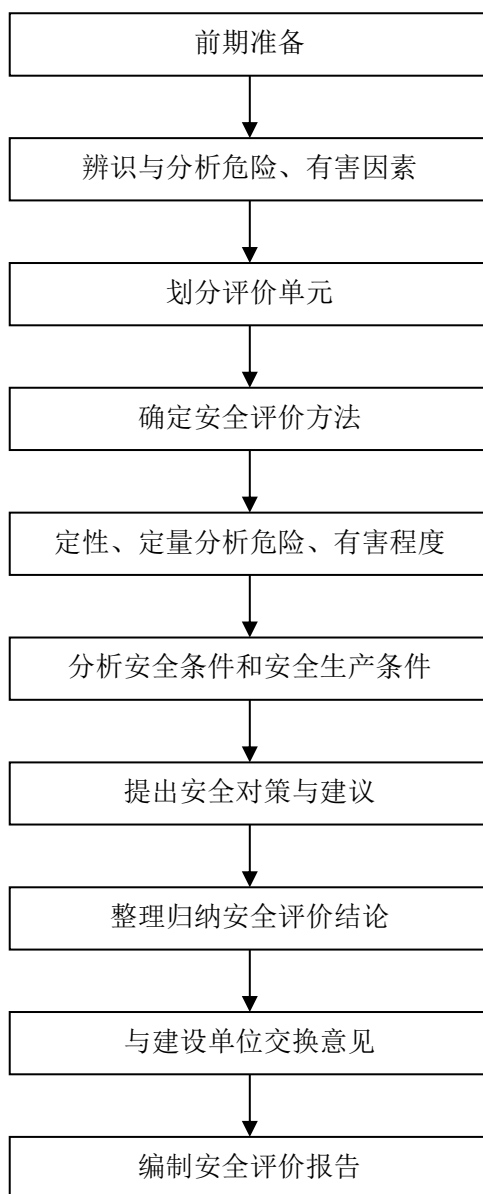 前期准备
辨识与分析危险、有害因素
划分评价单元
确定安全评价方法
定性、定量分析危险、有害程度
分析安全条件和安全生产条件
提出安全对策与建议
整理归纳安全评价结论
与建设单位交换意见
编制安全评价报告